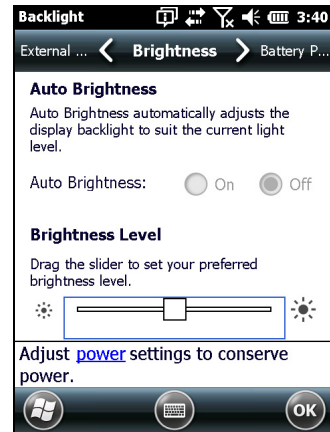 Backlight 3:40
External ... Brightness Battery P...
Auto Brightness
Auto Brightness automatically adjusts the
display backlight to suit the current light
level.
Auto Brightness: On Off
Brightness Level
Drag the slider to set your preferred
brightness level.
Adjust power settings to conserve
power.
OK